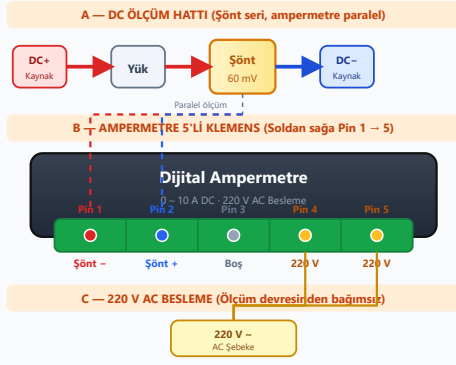 A — DC ÖLÇÜM HATTI (Şönt seri, ampermetre paralel)
DC+
Kaynak
Yük
Şönt
60 mV
DC−
Kaynak
Paralel ölçüm
B — AMPERMETRE 5'Lİ KLEMENS (Soldan sağa Pin 1 → 5)
Dijital Ampermetre
0 – 10 A DC · 220 V AC Besleme
Pin 1 Pin 2 Pin 3 Pin 4 Pin 5
Şönt − Şönt + Boş 220 V 220 V
C — 220 V AC BESLEME (Ölçüm devresinden bağımsız)
220 V ~
AC Şebeke